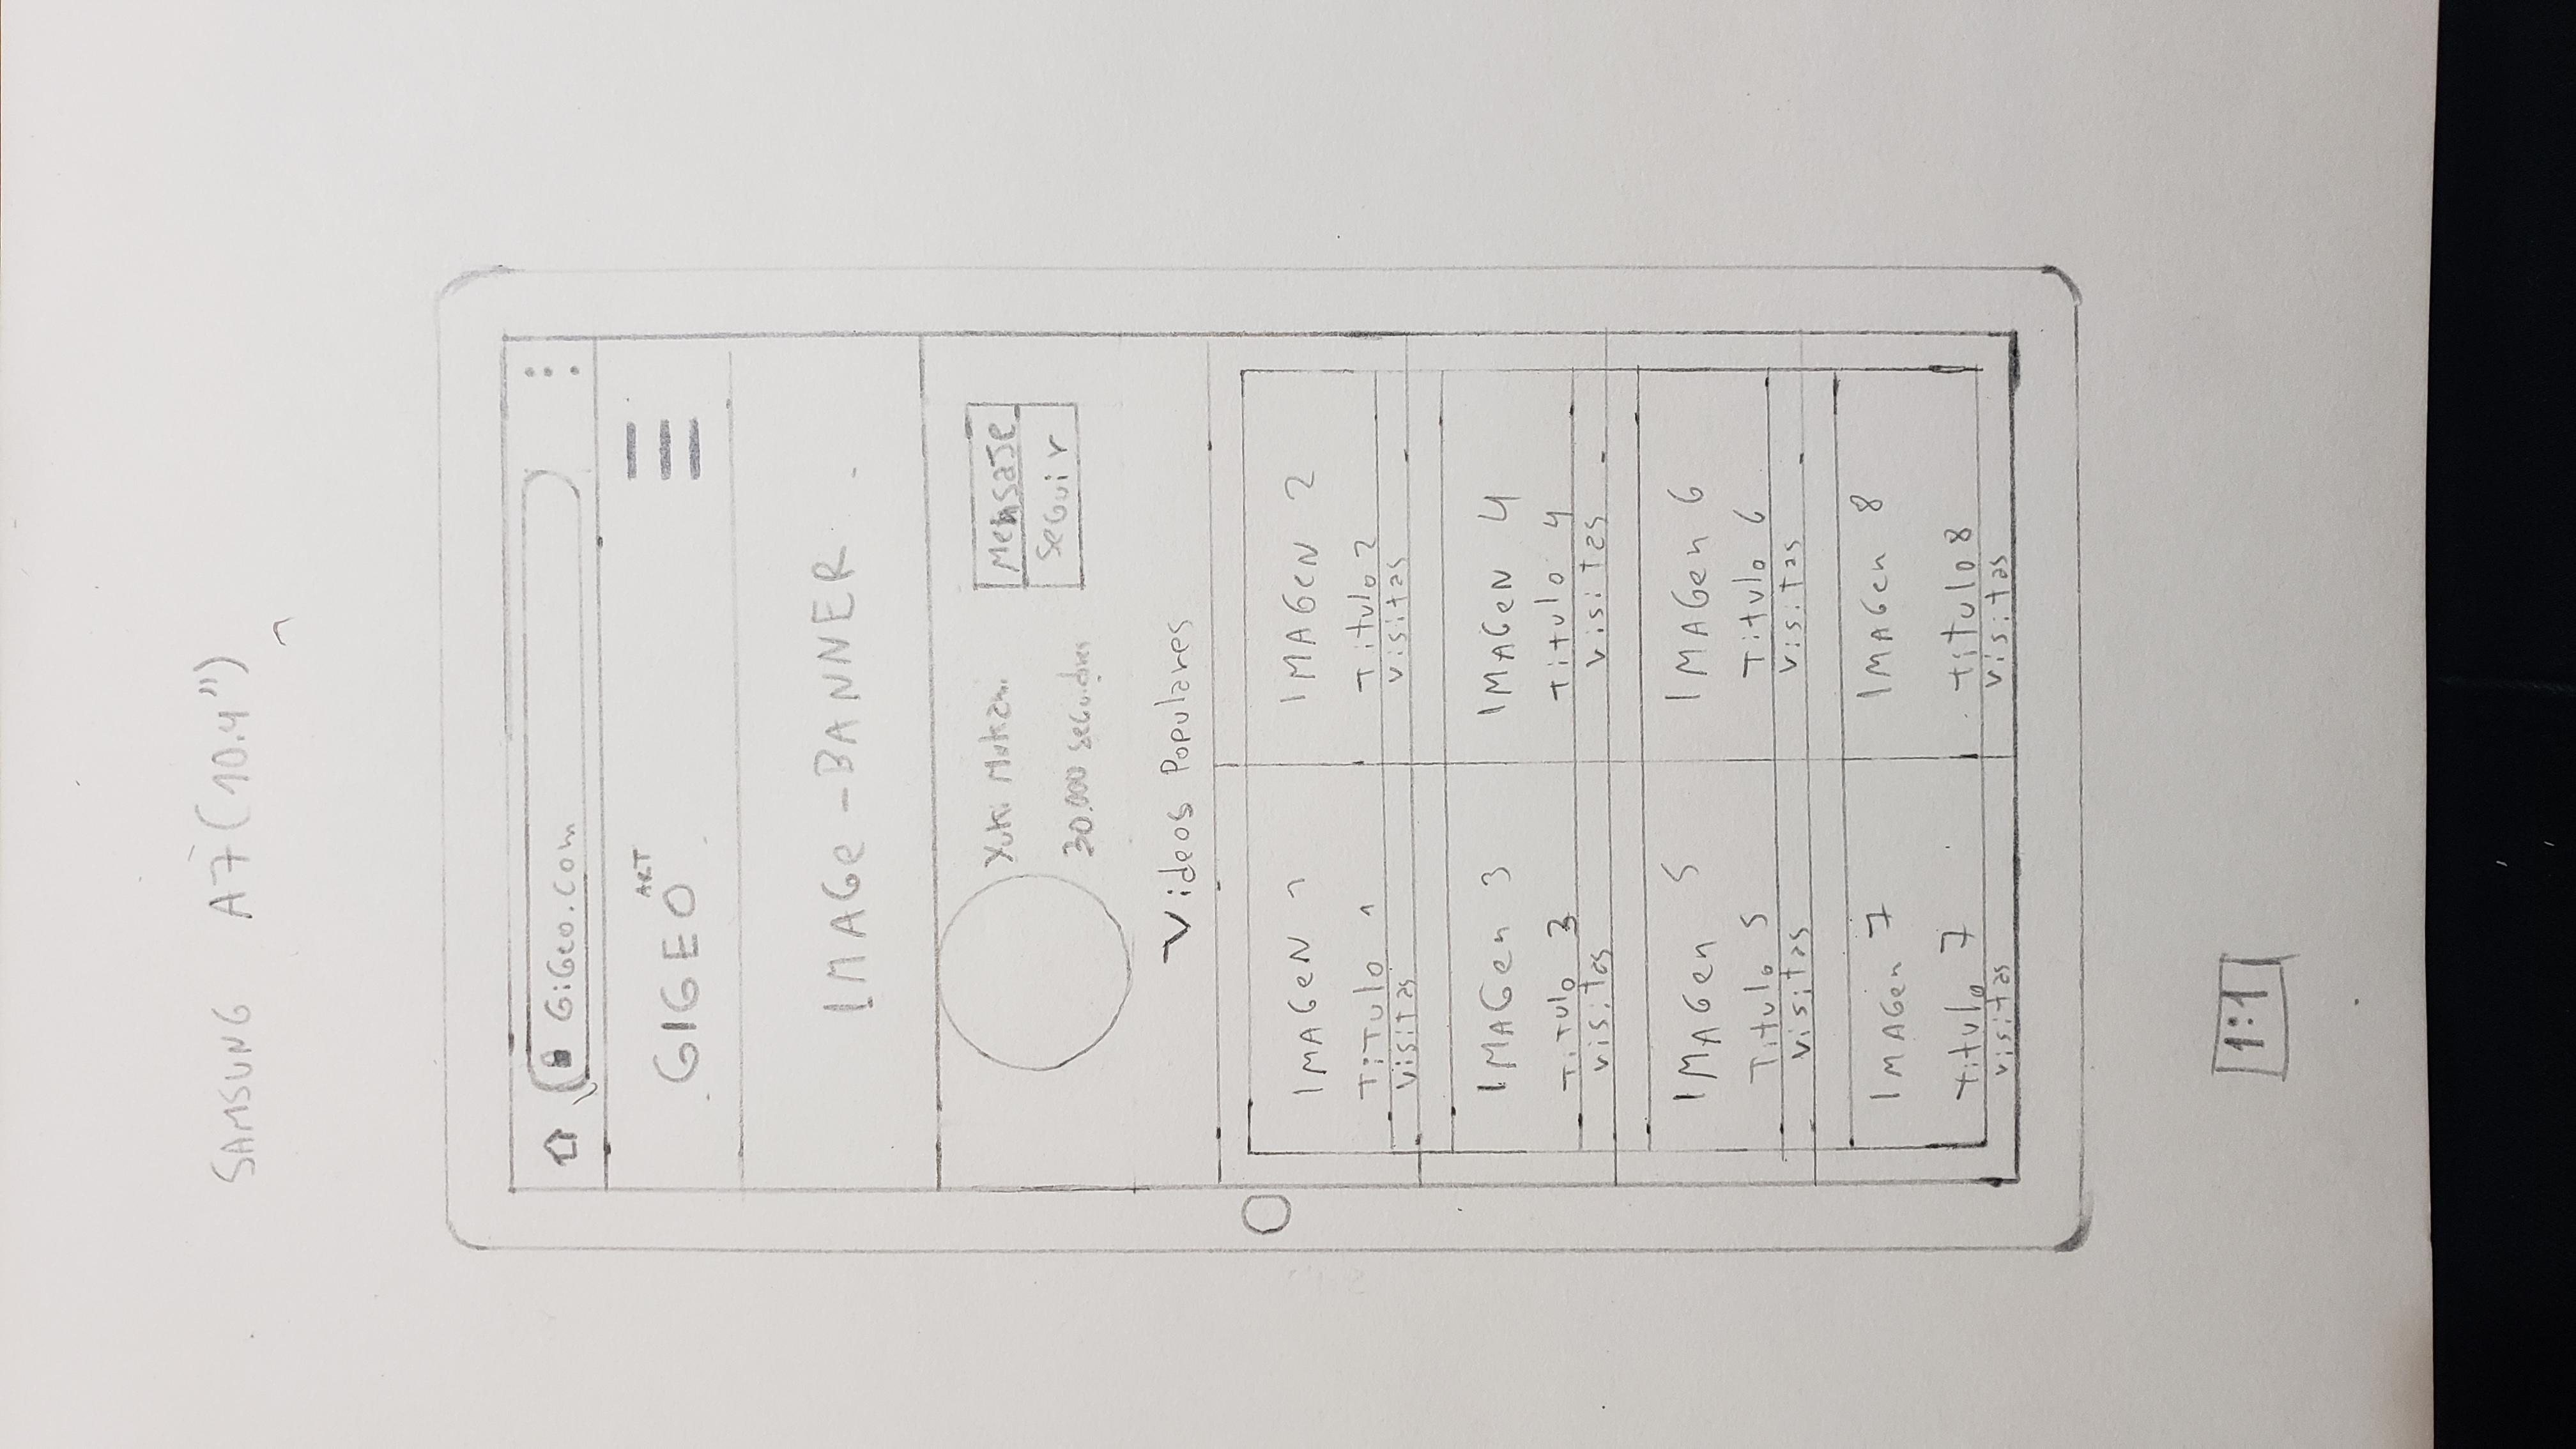 SAMSUNG A7 (10.4")
GiGeo.com
GIGEO ART
IMAGe - BANNER
Yuki
Mensaje
30.000 Seguidores
Seguir
Videos Populares
IMAGeN 1 IMAGeN 2
TiTulo 1 Titulo 2
Visitas Visitas
IMAGen 3 IMAGeN 4
TiTulo 3 Titulo 4
visitas visitas
IMAGen 5 IMAGen 6
Titulo 5 Titulo 6
visitas visitas
IMAGen 7 IMAGen 8
titulo 7 titulo 8
visitas visitas
1:1